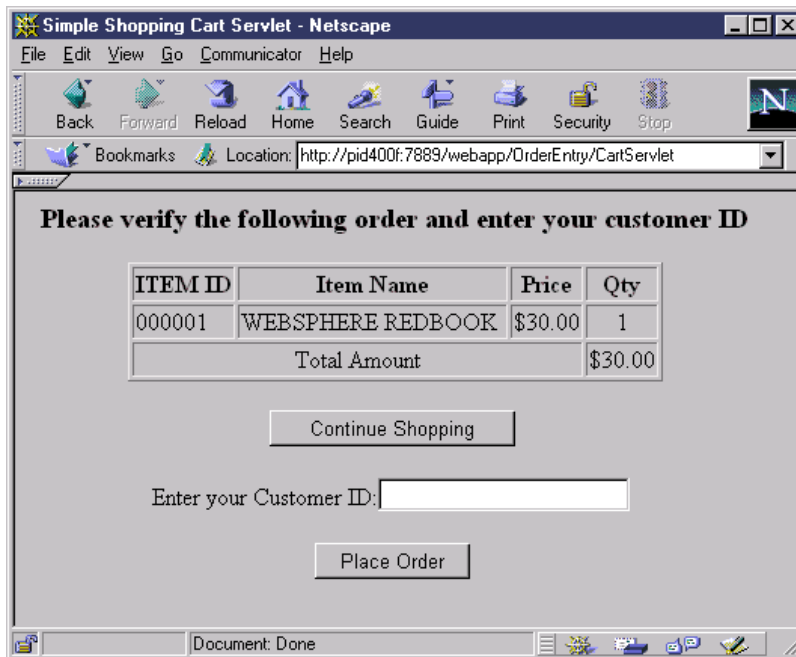 Simple Shopping Cart Servlet - Netscape
File Edit View Go Communicator Help
Back Forward Reload Home Search Guide Print Security Stop
N
Bookmarks Location: http://pid400f:7889/webapp/OrderEntry/CartServlet
Please verify the following order and enter your customer ID
ITEM ID Item Name Price Qty
000001 WEBSPHERE REDBOOK $30.00 1
Total Amount $30.00
Continue Shopping
Enter your Customer ID:
Place Order
Document: Done